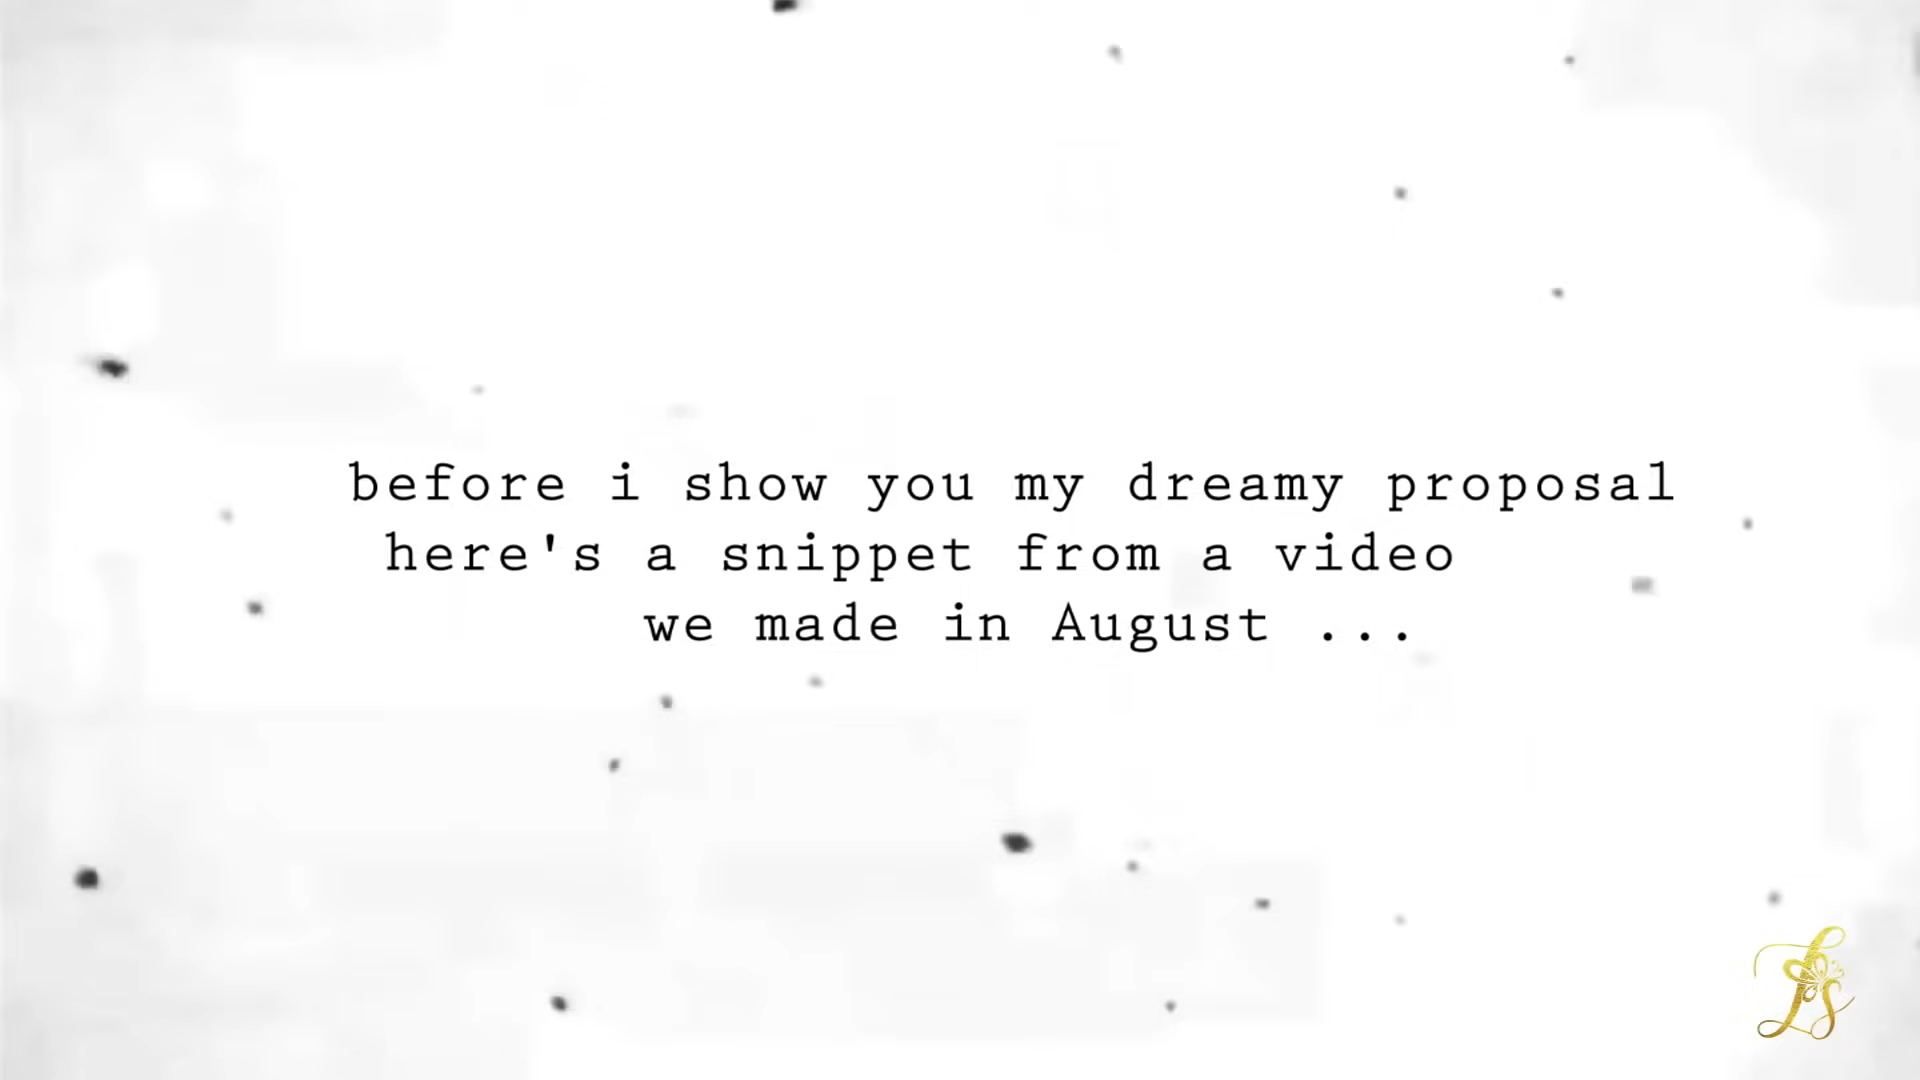 before i show you my dreamy proposal
here's a snippet from a video
we made in August ...